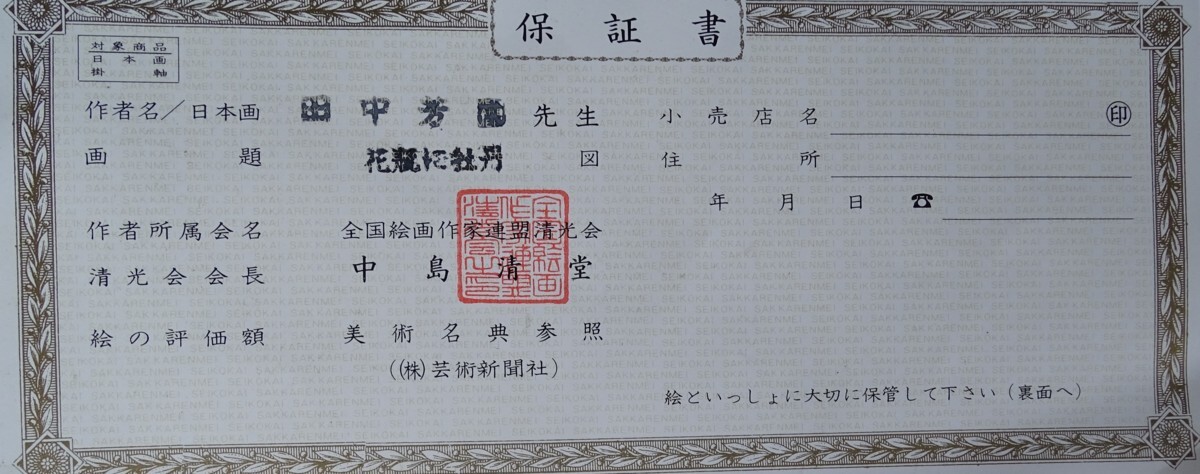 保証書
対象商品
日本画
掛軸
作者名/日本画 田中芳園先生
画題 花瓶に牡丹図
作者所属会名 全国絵画作家連盟清光会
清光会会長 中島清堂
絵の評価額 美術名典参照
((株)芸術新聞社)
小売店名 ㊞
住所
年月日 ☎
絵といっしょに大切に保管して下さい(裏面へ)
SEIKOKAI SAKKARENMEI